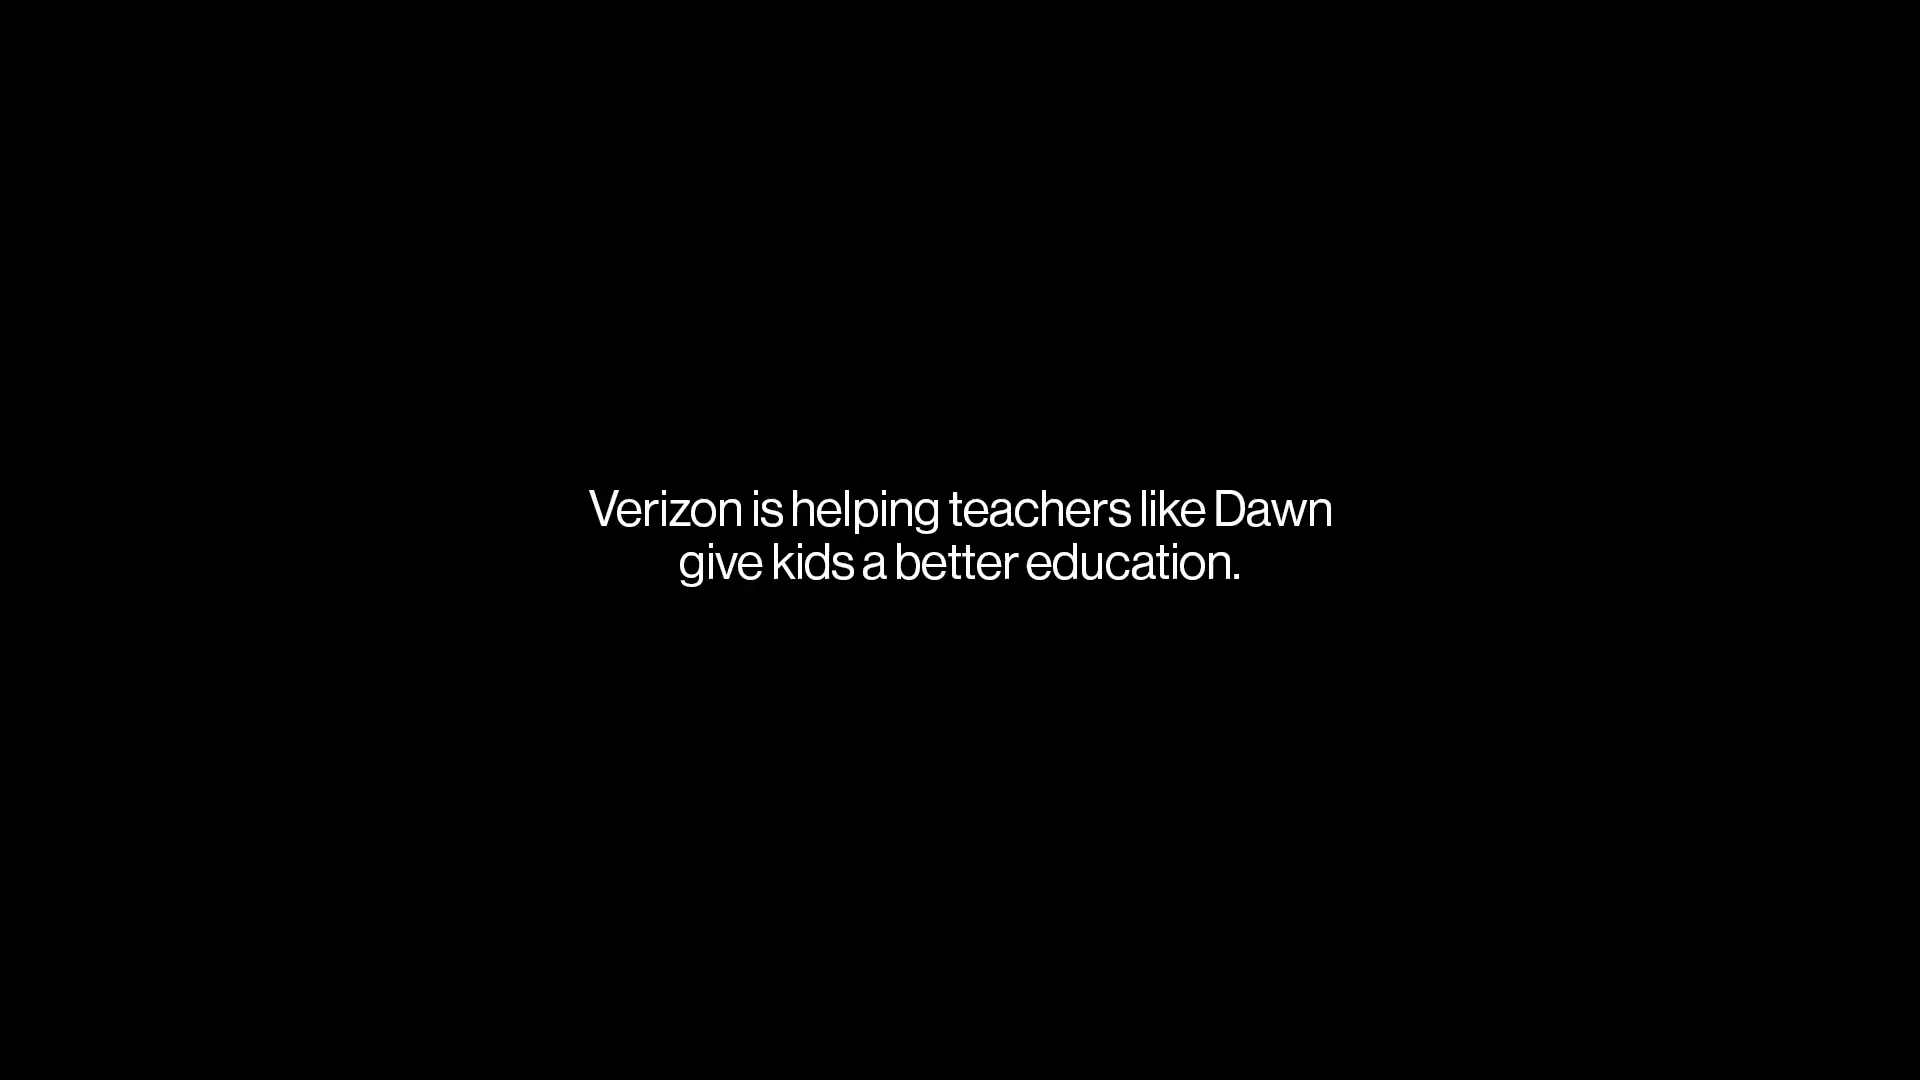 Verizon is helping teachers like Dawn
give kids a better education.